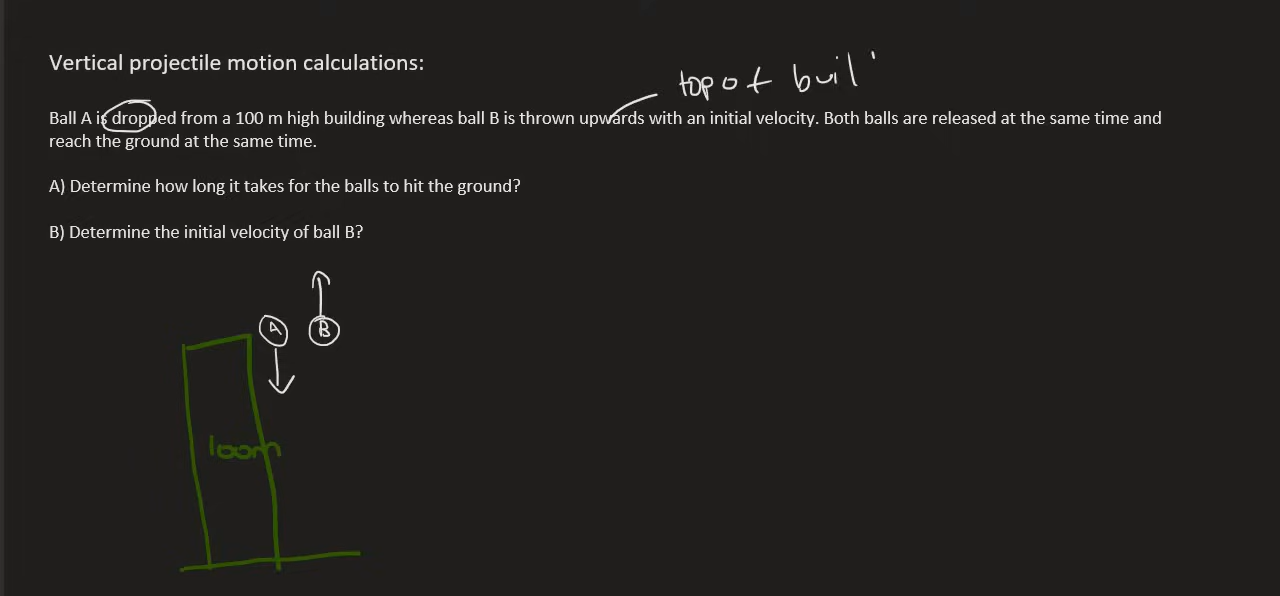 Vertical projectile motion calculations:
top of buil
Ball A is dropped from a 100 m high building whereas ball B is thrown upwards with an initial velocity. Both balls are released at the same time and
reach the ground at the same time.
A) Determine how long it takes for the balls to hit the ground?
B) Determine the initial velocity of ball B?
A B
100m